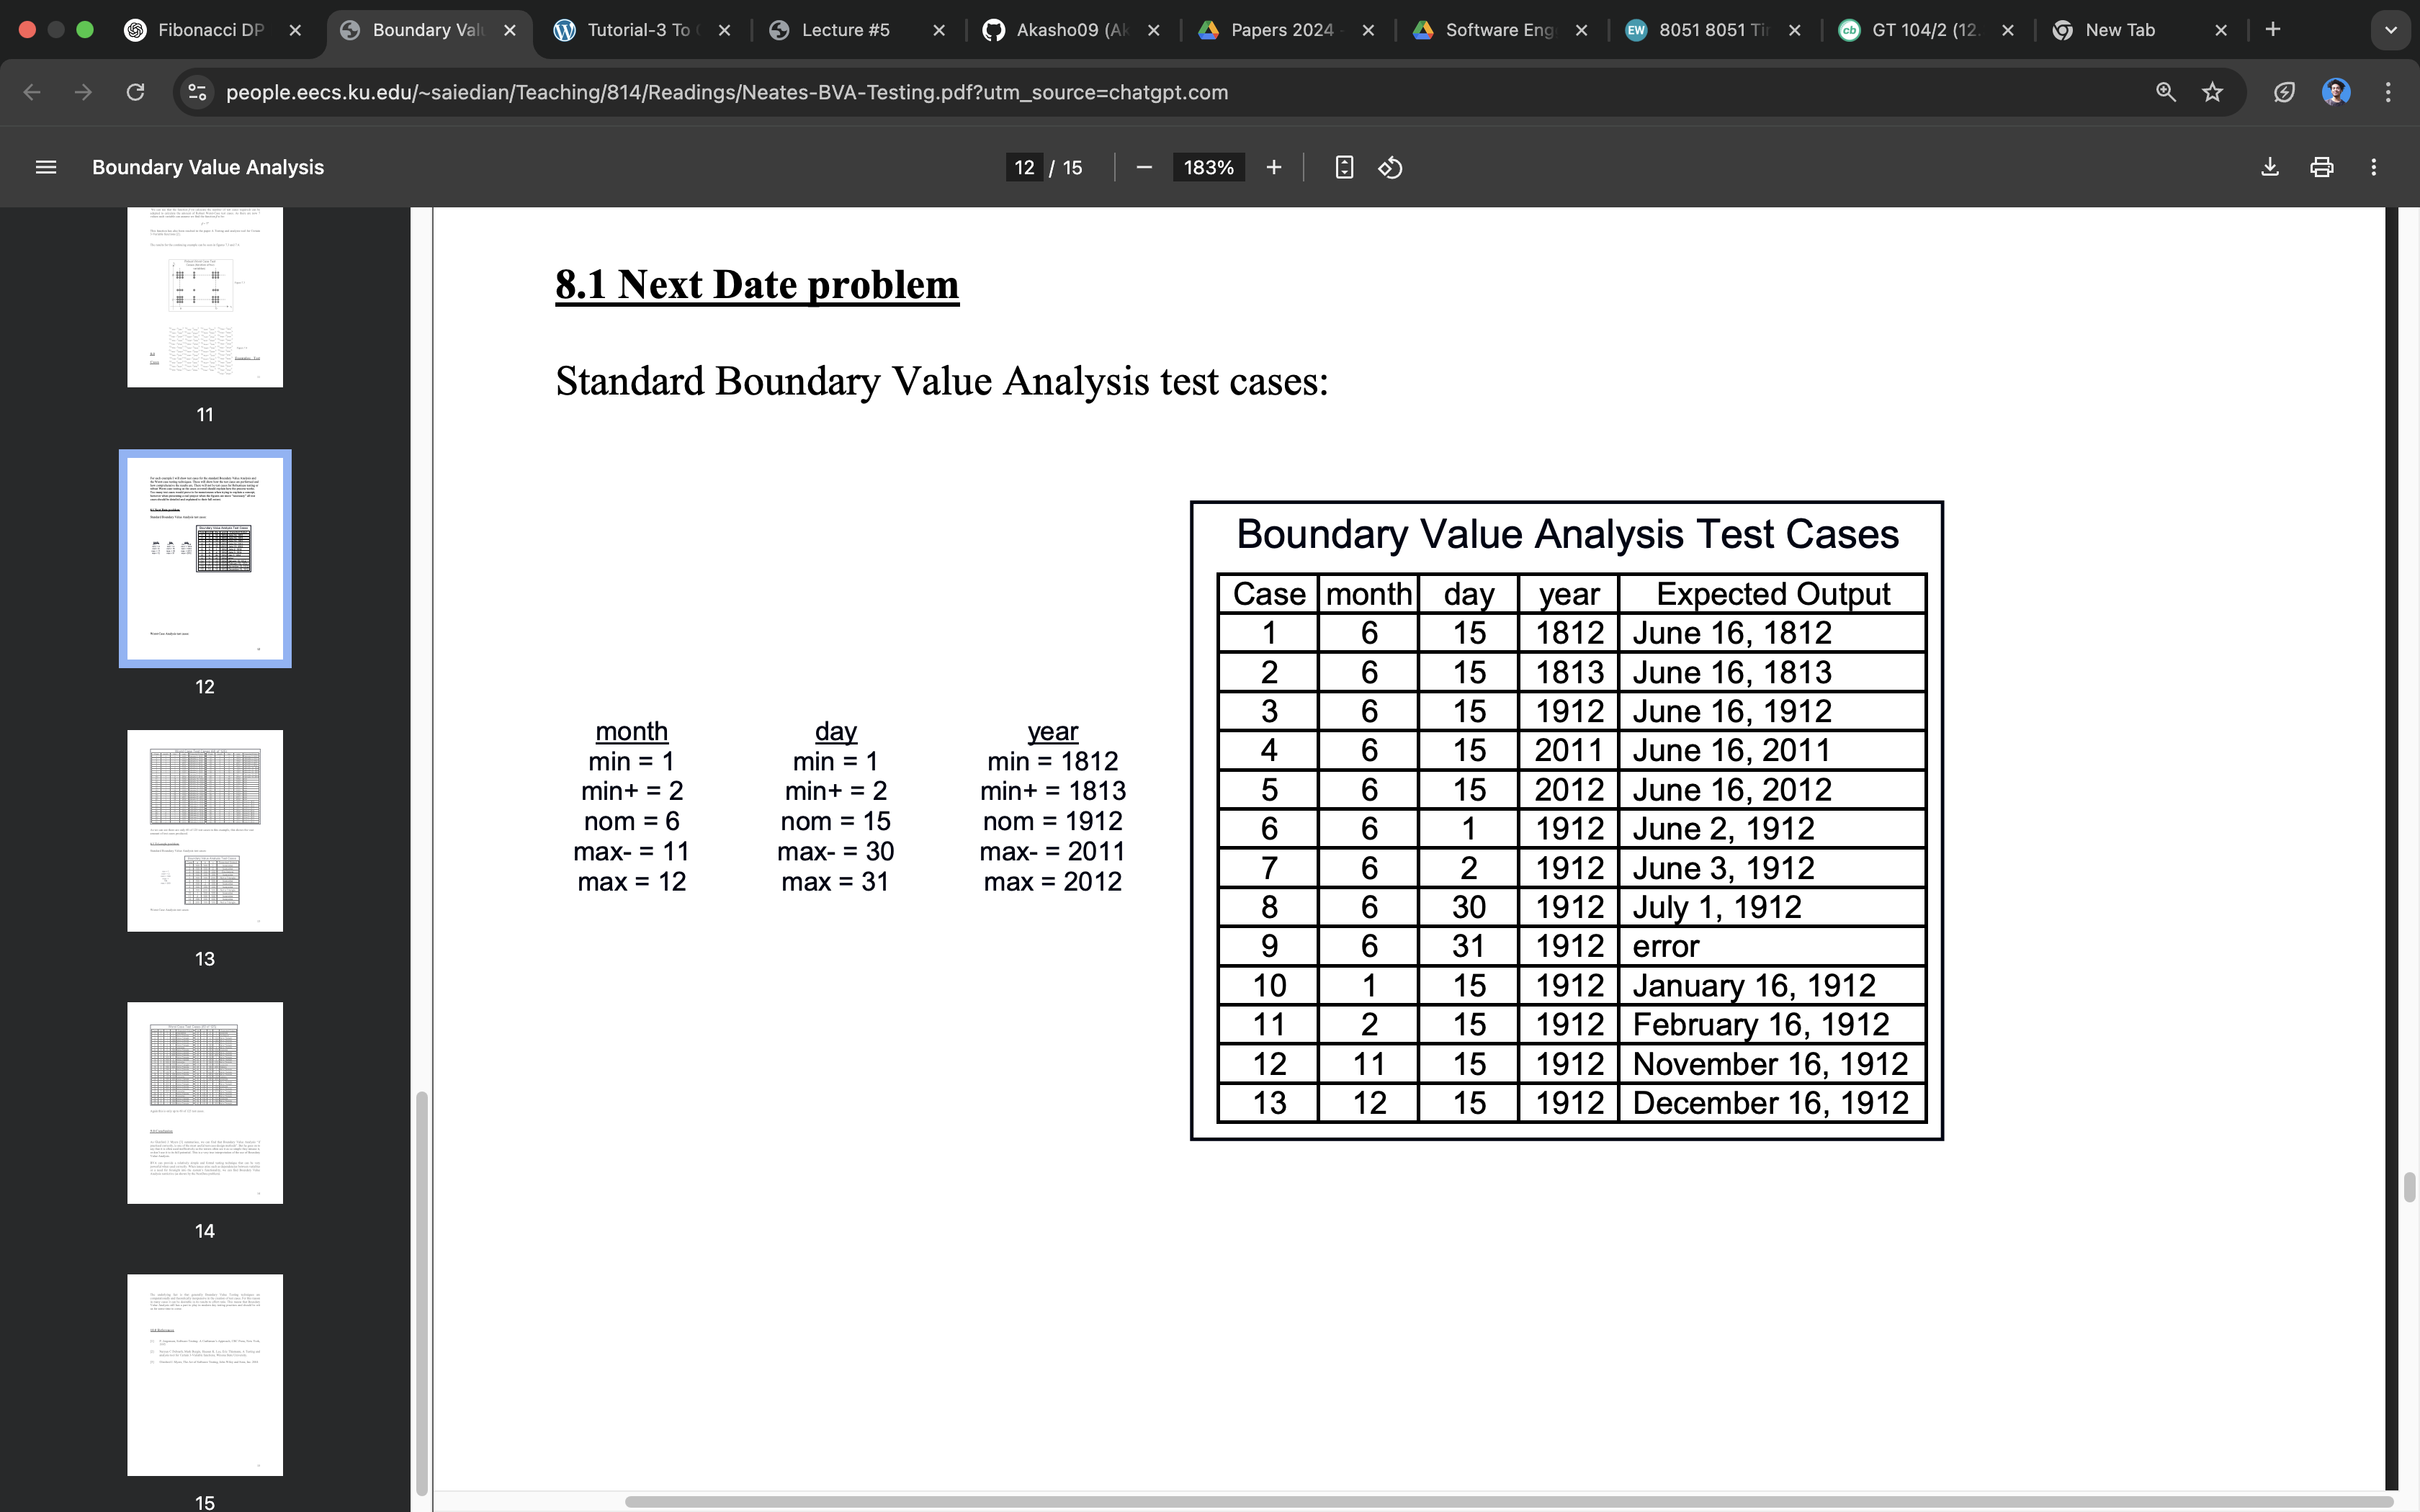 Fibonacci DP
Boundary Val
Tutorial-3 To
Lecture #5
Akasho09 (Ak
Papers 2024
Software Eng
EW
8051 8051 Tir
cb
GT 104/2 (12.
New Tab
people.eecs.ku.edu/~saiedian/Teaching/814/Readings/Neates-BVA-Testing.pdf?utm_source=chatgpt.com
Boundary Value Analysis
12 / 15
183%
11
12
13
14
15
8.1 Next Date problem
Standard Boundary Value Analysis test cases:
month day year
min = 1 min = 1 min = 1812
min+ = 2 min+ = 2 min+ = 1813
nom = 6 nom = 15 nom = 1912
max- = 11 max- = 30 max- = 2011
max = 12 max = 31 max = 2012
Boundary Value Analysis Test Cases
Case month day year Expected Output
1 6 15 1812 June 16, 1812
2 6 15 1813 June 16, 1813
3 6 15 1912 June 16, 1912
4 6 15 2011 June 16, 2011
5 6 15 2012 June 16, 2012
6 6 1 1912 June 2, 1912
7 6 2 1912 June 3, 1912
8 6 30 1912 July 1, 1912
9 6 31 1912 error
10 1 15 1912 January 16, 1912
11 2 15 1912 February 16, 1912
12 11 15 1912 November 16, 1912
13 12 15 1912 December 16, 1912